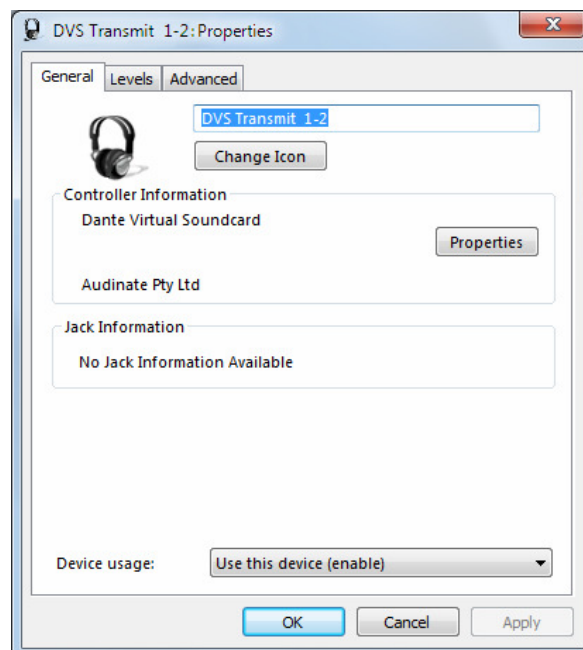 DVS Transmit 1-2:Properties
General Levels Advanced
DVS Transmit 1-2
Change Icon
Controller Information
Dante Virtual Soundcard
Properties
Audinate Pty Ltd
Jack Information
No Jack Information Available
Device usage: Use this device (enable)
OK Cancel Apply